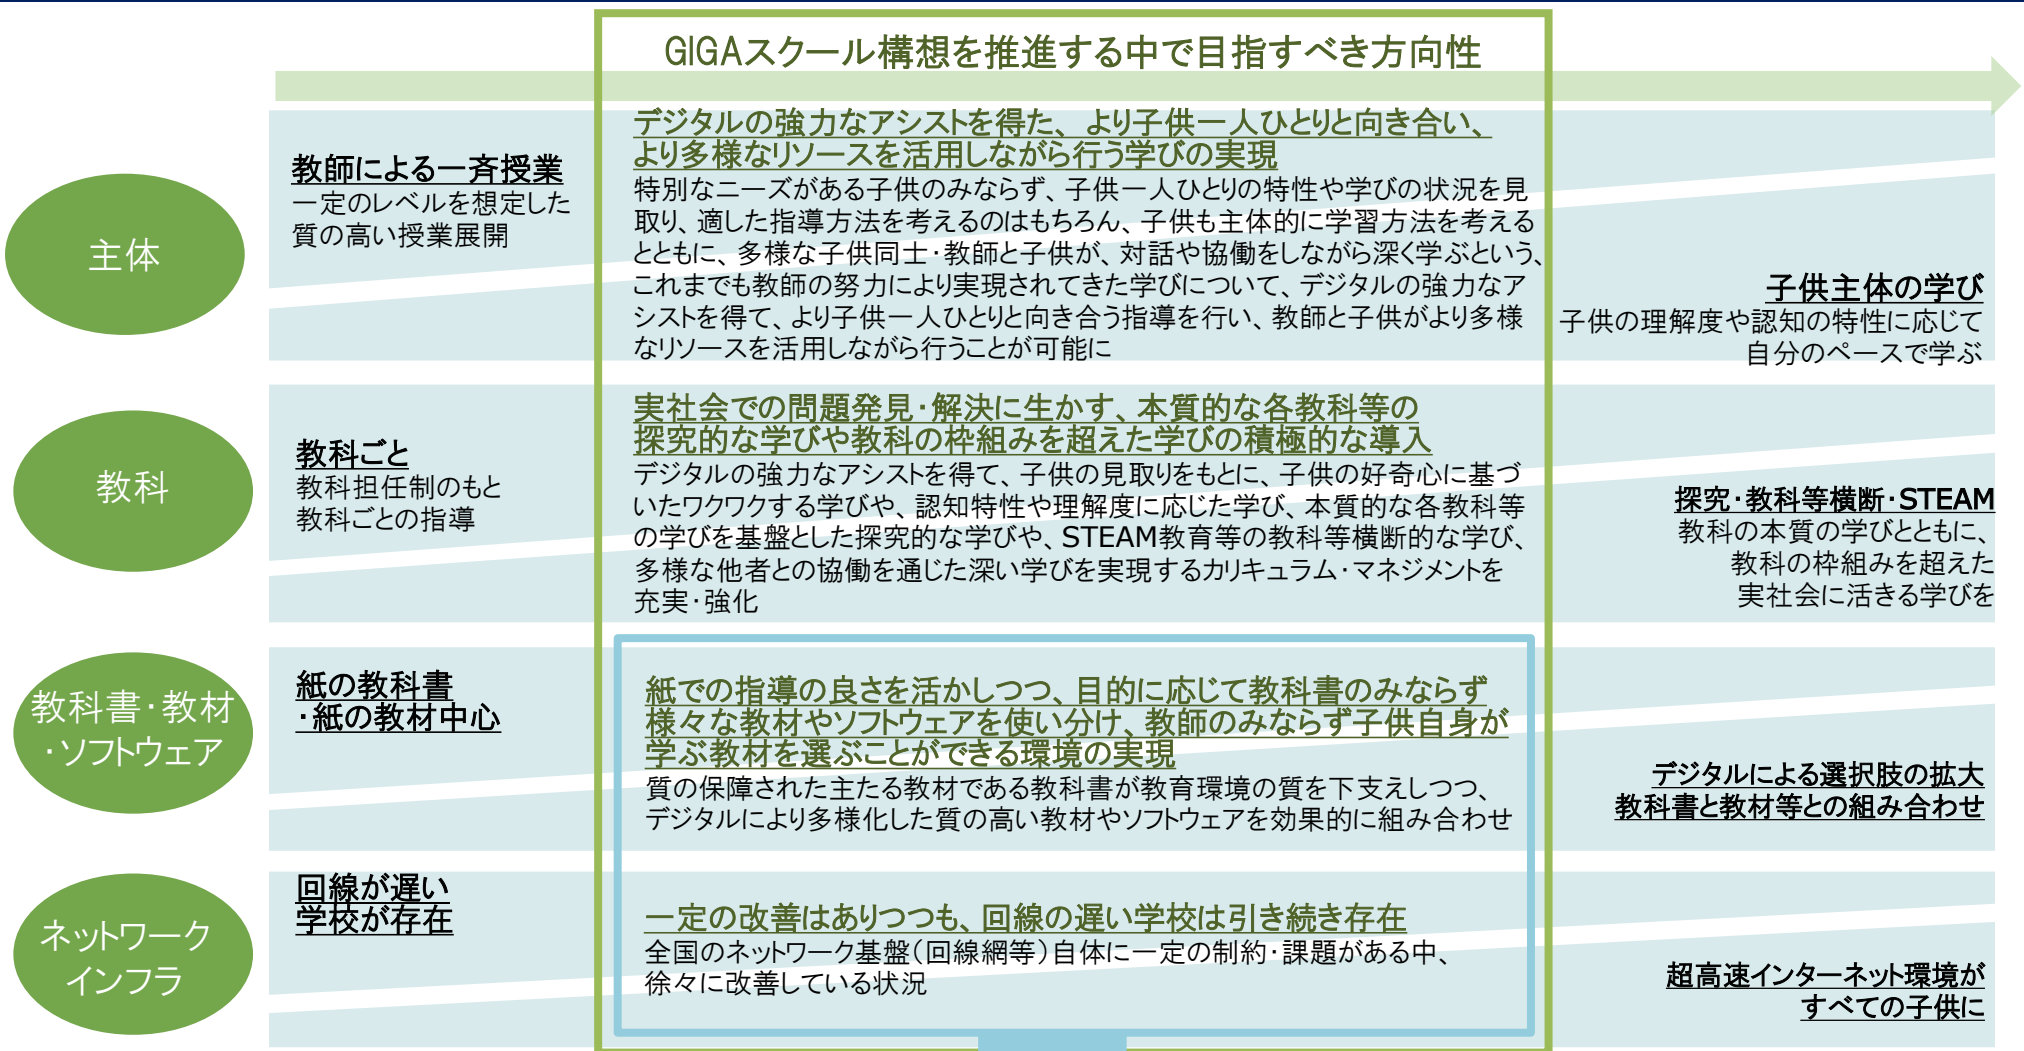 GIGAスクール構想を推進する中で目指すべき方向性
主体
教師による一斉授業
一定のレベルを想定した
質の高い授業展開
デジタルの強力なアシストを得た、より子供一人ひとりと向き合い、
より多様なリソースを活用しながら行う学びの実現
特別なニーズがある子供のみならず、子供一人ひとりの特性や学びの状況を見
取り、適した指導方法を考えるのはもちろん、子供も主体的に学習方法を考える
とともに、多様な子供同士・教師と子供が、対話や協働をしながら深く学ぶという、
これまでも教師の努力により実現されてきた学びについて、デジタルの強力なア
シストを得て、より子供一人ひとりと向き合う指導を行い、教師と子供がより多様
なリソースを活用しながら行うことが可能に
子供主体の学び
子供の理解度や認知の特性に応じて
自分のペースで学ぶ
教科
教科ごと
教科担任制のもと
教科ごとの指導
実社会での問題発見・解決に生かす、本質的な各教科等の
探究的な学びや教科の枠組みを超えた学びの積極的な導入
デジタルの強力なアシストを得て、子供の見取りをもとに、子供の好奇心に基づ
いたワクワクする学びや、認知特性や理解度に応じた学び、本質的な各教科等
の学びを基盤とした探究的な学びや、STEAM教育等の教科等横断的な学び、
多様な他者との協働を通じた深い学びを実現するカリキュラム・マネジメントを
充実・強化
探究・教科等横断・STEAM
教科の本質の学びとともに、
教科の枠組みを超えた
実社会に活きる学びを
教科書・教材
・ソフトウェア
紙の教科書
・紙の教材中心
紙での指導の良さを活かしつつ、目的に応じて教科書のみならず
様々な教材やソフトウェアを使い分け、教師のみならず子供自身が
学ぶ教材を選ぶことができる環境の実現
質の保障された主たる教材である教科書が教育環境の質を下支えしつつ、
デジタルにより多様化した質の高い教材やソフトウェアを効果的に組み合わせ
デジタルによる選択肢の拡大
教科書と教材等との組み合わせ
ネットワーク
インフラ
回線が遅い
学校が存在
一定の改善はありつつも、回線の遅い学校は引き続き存在
全国のネットワーク基盤（回線網等）自体に一定の制約・課題がある中、
徐々に改善している状況
超高速インターネット環境が
すべての子供に